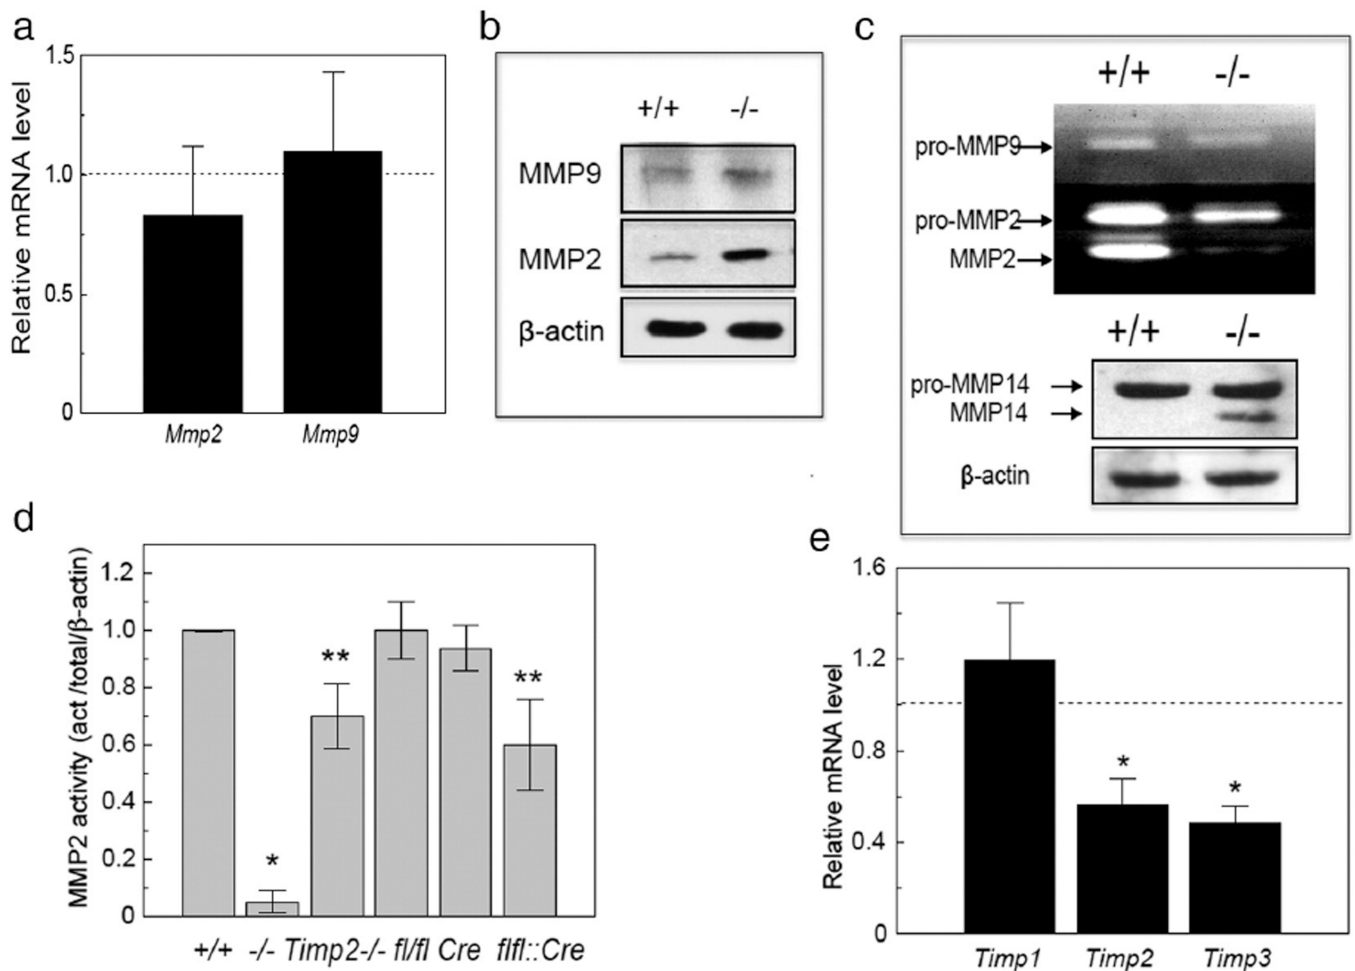 a
1.5
1.0
0.5
0
Relative mRNA level
Mmp2 Mmp9
b
+/+ -/-
MMP9
MMP2
β-actin
c
+/+ -/-
pro-MMP9
pro-MMP2
MMP2
+/+ -/-
pro-MMP14
MMP14
β-actin
d
MMP2 activity (act /total/β-actin)
1.2
1.0
0.8
0.6
0.4
0.2
0
* ** **
+/+ -/- Timp2-/- fl/fl Cre flfl::Cre
e
Relative mRNA level
1.6
1.2
0.8
0.4
0
* *
Timp1 Timp2 Timp3